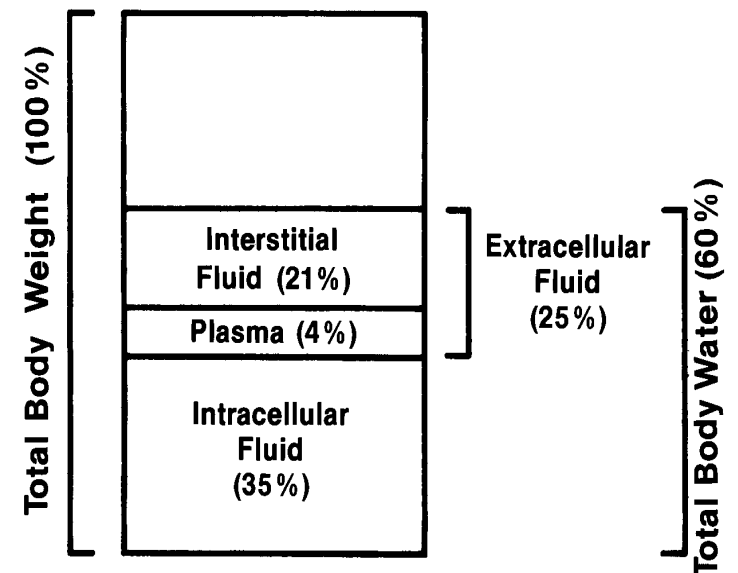 Total Body Weight (100%)
Interstitial
Fluid (21%)
Plasma (4%)
Intracellular
Fluid
(35%)
Extracellular
Fluid
(25%)
Total Body Water (60%)